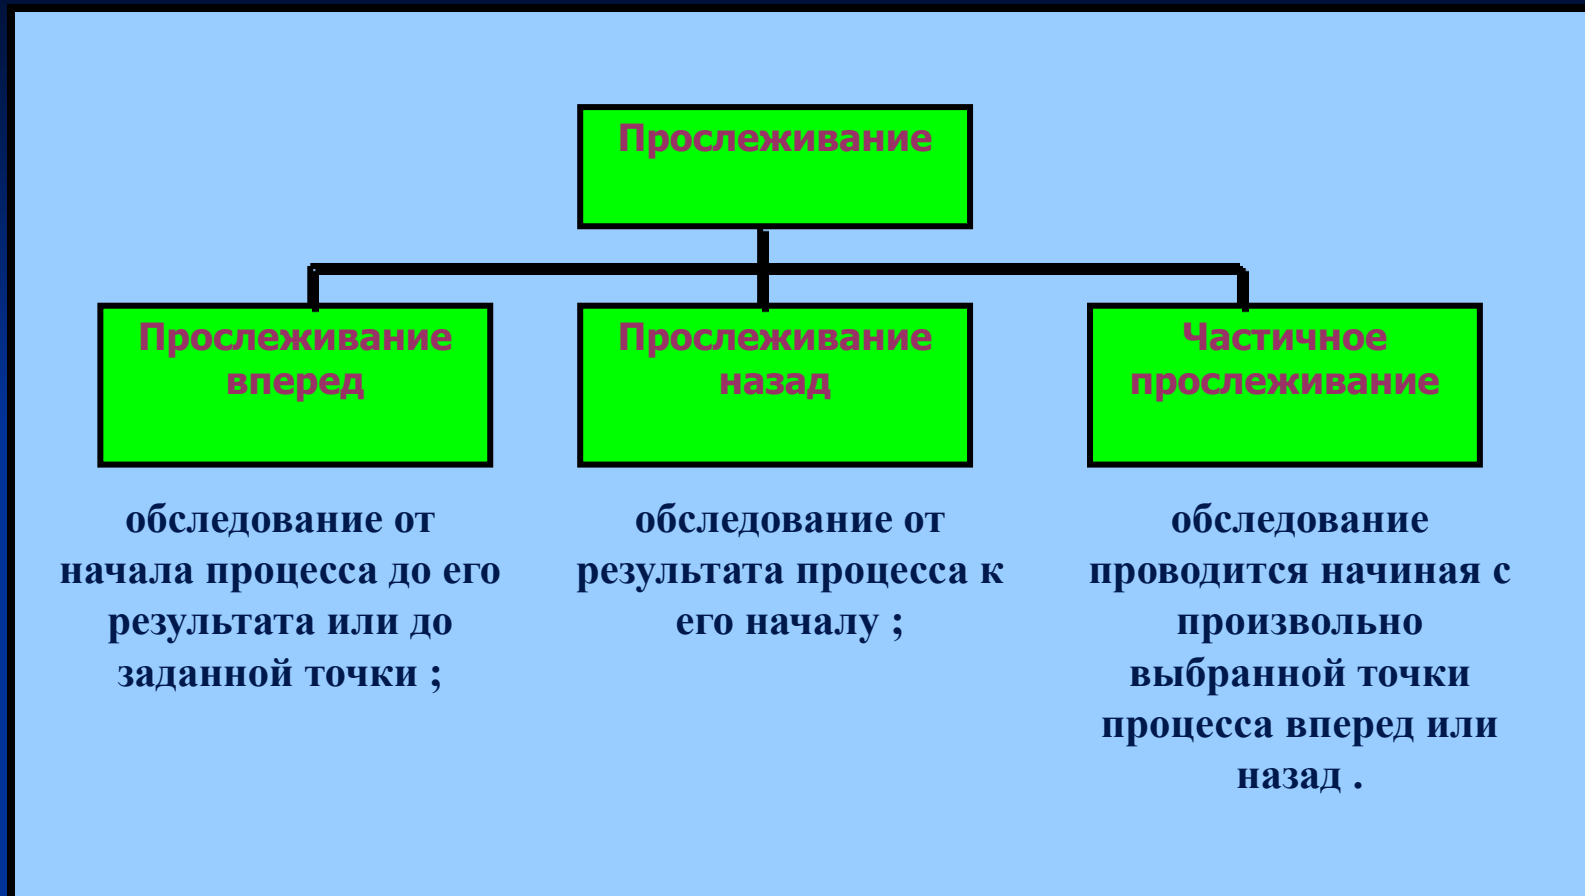 Прослеживание
Прослеживание
вперед
Прослеживание
назад
Частичное
прослеживание
обследование от
начала процесса до его
результата или до
заданной точки ;
обследование от
результата процесса к
его началу ;
обследование
проводится начиная с
произвольно
выбранной точки
процесса вперед или
назад .